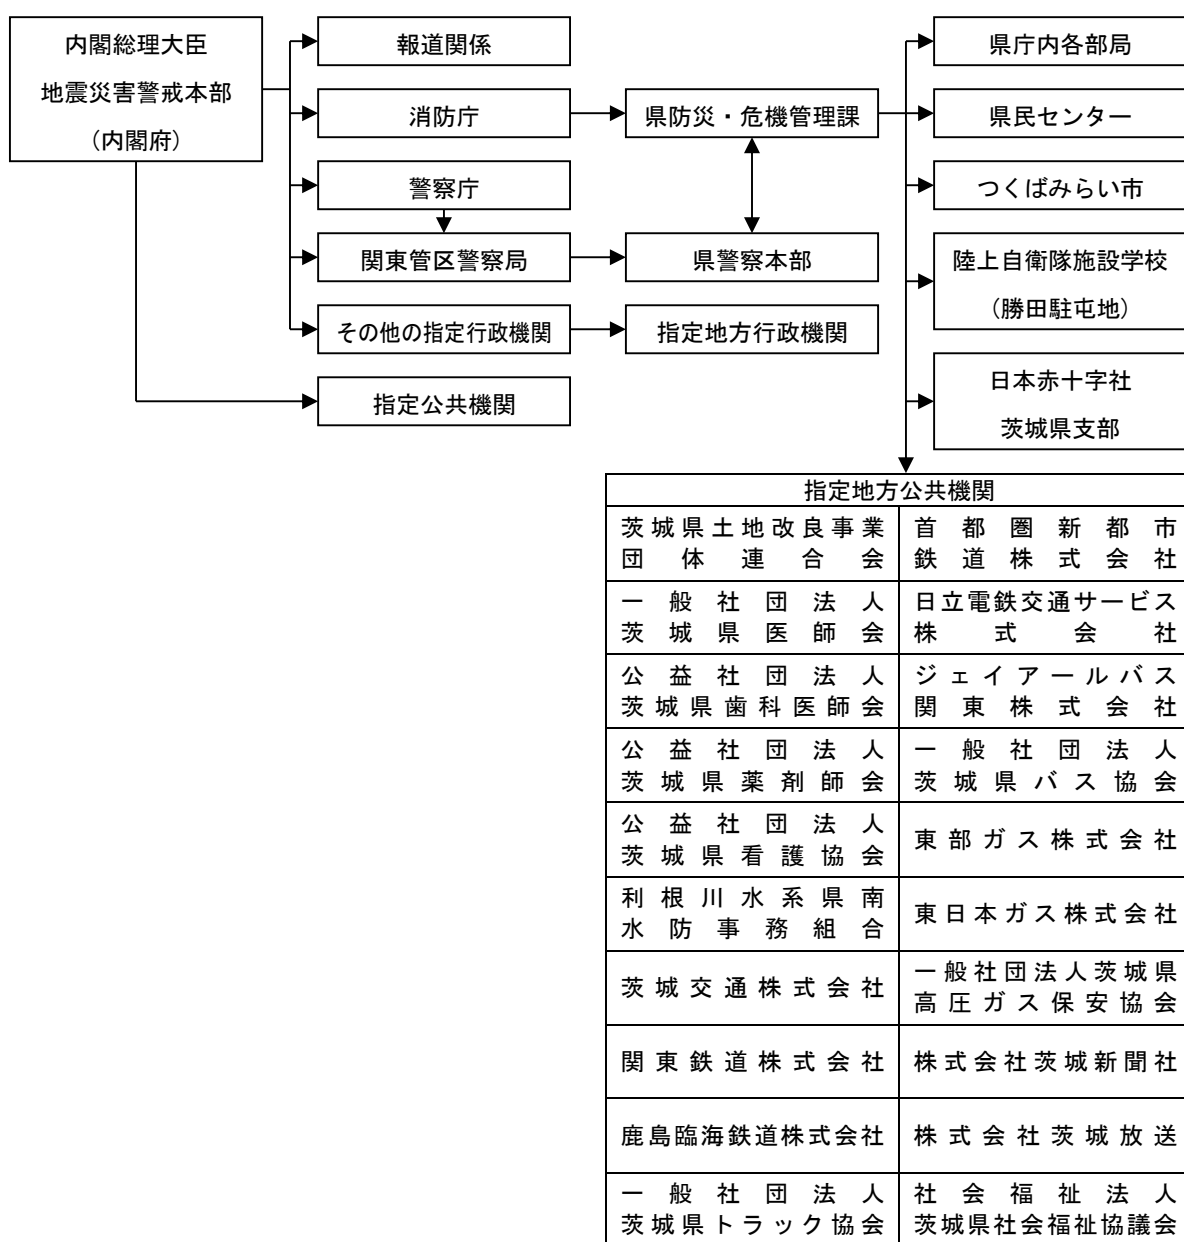 内閣総理大臣
地震災害警戒本部
（内閣府）
報道関係
消防庁
警察庁
関東管区警察局
その他の指定行政機関
指定公共機関
県防災・危機管理課
県警察本部
指定地方行政機関
県庁内各部局
県民センター
つくばみらい市
陸上自衛隊施設学校
（勝田駐屯地）
日本赤十字社
茨城県支部
指定地方公共機関
茨城県土地改良事業
団体連合会
首都圏新都市
鉄道株式会社
一般社団法人
茨城県医師会
日立電鉄交通サービス
株式会社
公益社団法人
茨城県歯科医師会
ジェイアールバス
関東株式会社
公益社団法人
茨城県薬剤師会
一般社団法人
茨城県バス協会
公益社団法人
茨城県看護協会
東部ガス株式会社
利根川水系県南
水防事務組合
東日本ガス株式会社
茨城交通株式会社
一般社団法人茨城県
高圧ガス保安協会
関東鉄道株式会社
株式会社茨城新聞社
鹿島臨海鉄道株式会社
株式会社茨城放送
一般社団法人
茨城県トラック協会
社会福祉法人
茨城県社会福祉協議会